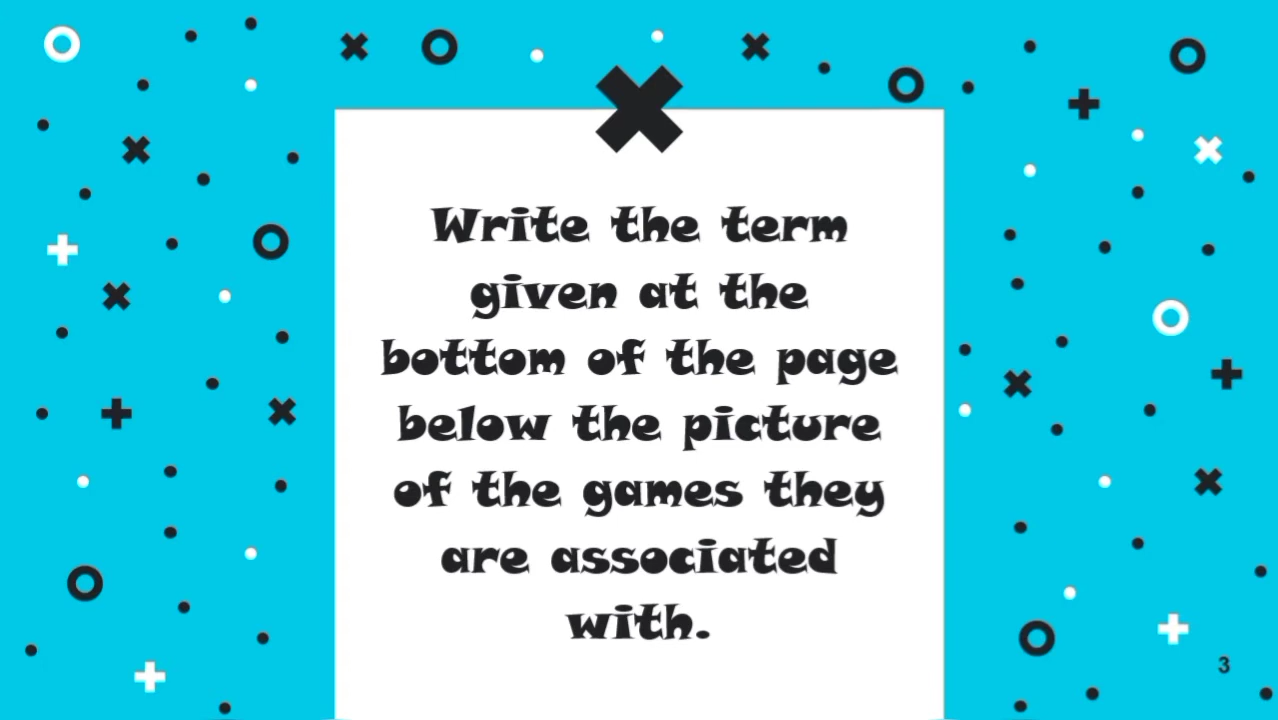 Write the term
given at the
bottom of the page
below the picture
of the games they
are associated
with.
3